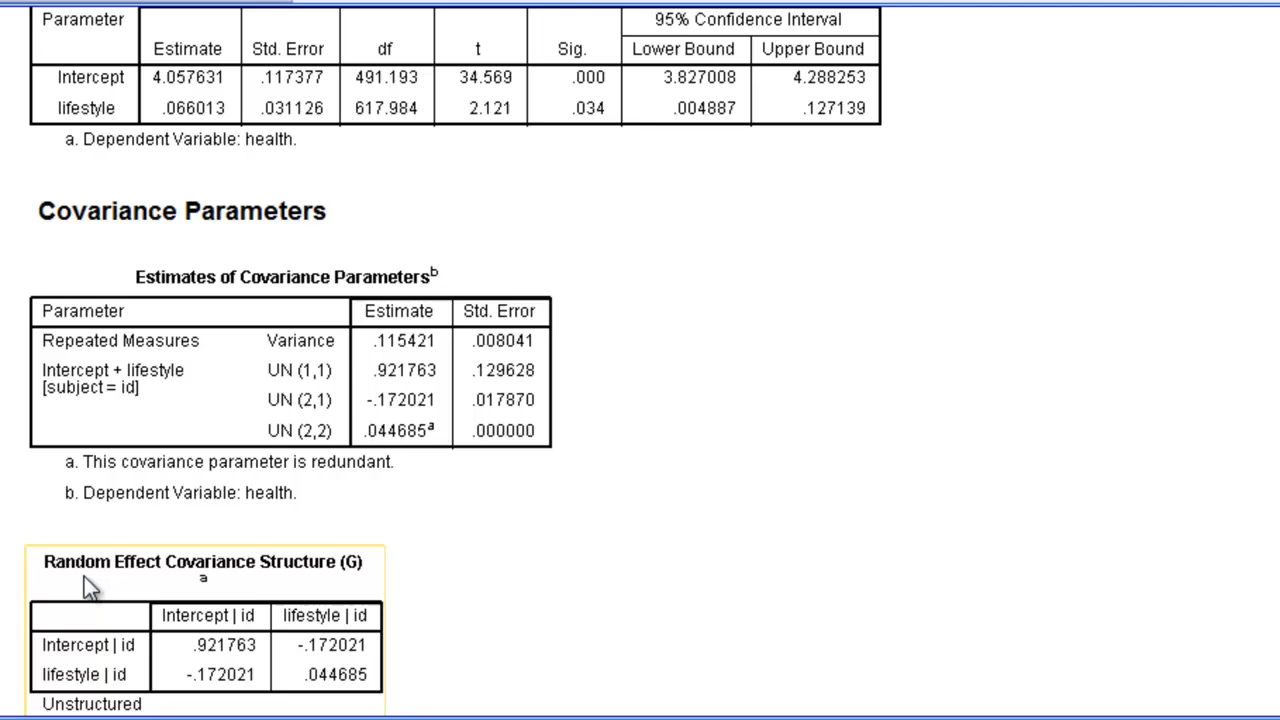 Parameter 95% Confidence Interval
Estimate Std. Error df t Sig. Lower Bound Upper Bound
Intercept 4.057631 .117377 491.193 34.569 .000 3.827008 4.288253
lifestyle .066013 .031126 617.984 2.121 .034 .004887 .127139
a. Dependent Variable: health.
Covariance Parameters
Estimates of Covariance Parametersb
Parameter Estimate Std. Error
Repeated Measures Variance .115421 .008041
Intercept + lifestyle UN (1,1) .921763 .129628
[subject = id]
UN (2,1) -.172021 .017870
UN (2,2) .044685a .000000
a. This covariance parameter is redundant.
b. Dependent Variable: health.
Random Effect Covariance Structure (G)
a
Intercept | id lifestyle | id
Intercept | id .921763 -.172021
lifestyle | id -.172021 .044685
Unstructured